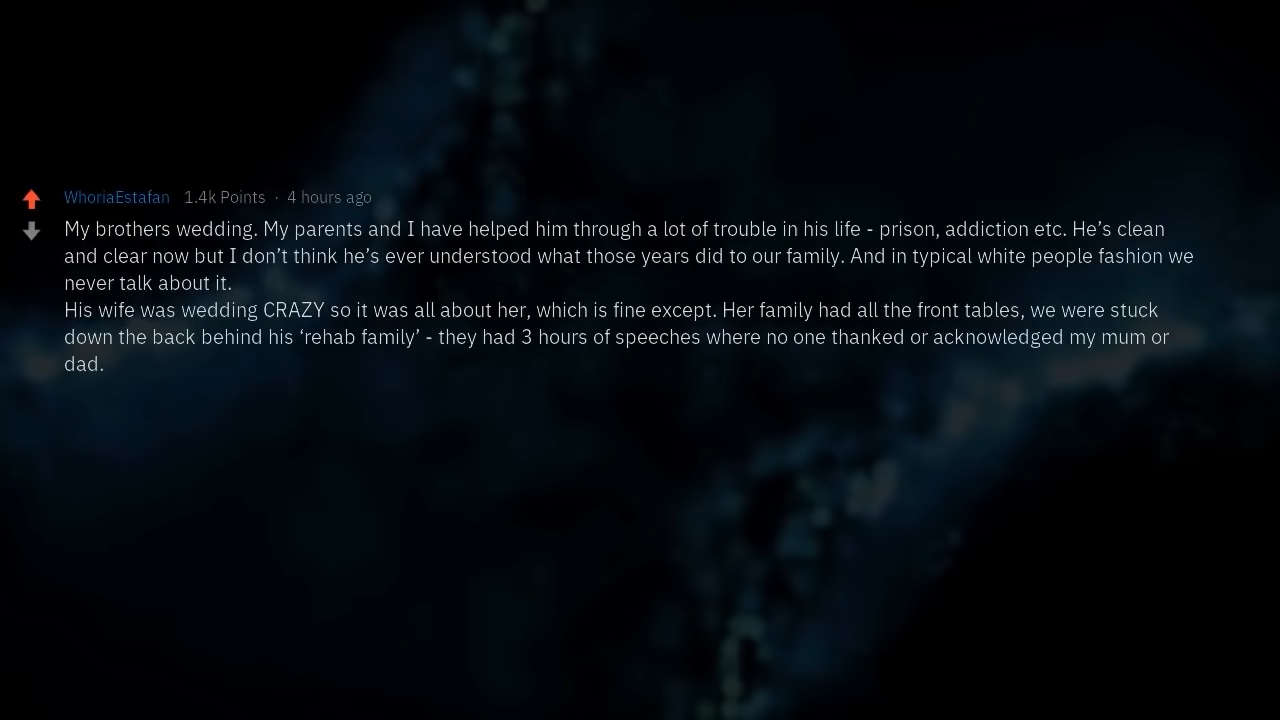 WhoriaEstafan 1.4k Points · 4 hours ago
My brothers wedding. My parents and I have helped him through a lot of trouble in his life - prison, addiction etc. He’s clean
and clear now but I don’t think he’s ever understood what those years did to our family. And in typical white people fashion we
never talk about it.
His wife was wedding CRAZY so it was all about her, which is fine except. Her family had all the front tables, we were stuck
down the back behind his ‘rehab family’ - they had 3 hours of speeches where no one thanked or acknowledged my mum or
dad.